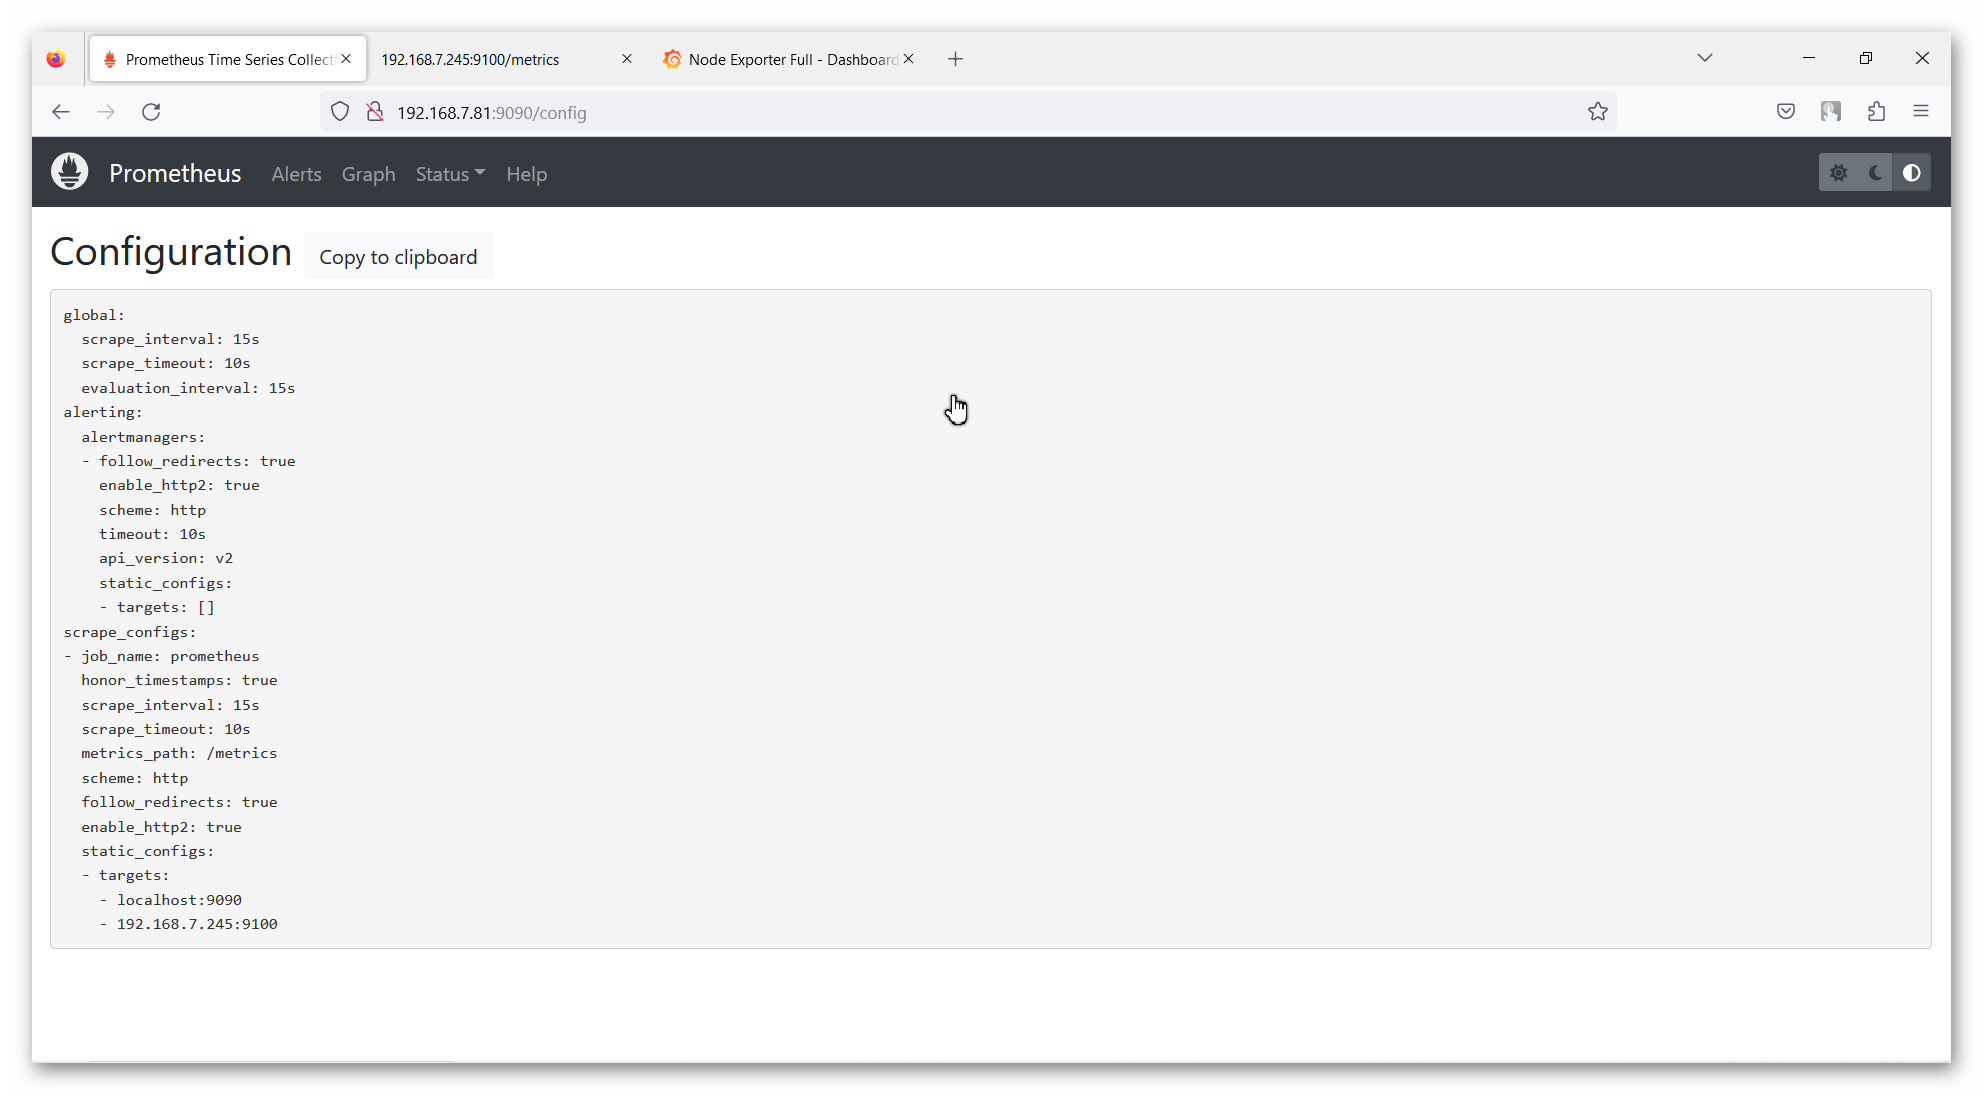 Prometheus Time Series Collecti
192.168.7.245:9100/metrics
Node Exporter Full - Dashboard
192.168.7.81:9090/config
Prometheus Alerts Graph Status Help
Configuration Copy to clipboard
global:
  scrape_interval: 15s
  scrape_timeout: 10s
  evaluation_interval: 15s
alerting:
  alertmanagers:
  - follow_redirects: true
    enable_http2: true
    scheme: http
    timeout: 10s
    api_version: v2
    static_configs:
    - targets: []
scrape_configs:
- job_name: prometheus
  honor_timestamps: true
  scrape_interval: 15s
  scrape_timeout: 10s
  metrics_path: /metrics
  scheme: http
  follow_redirects: true
  enable_http2: true
  static_configs:
  - targets:
    - localhost:9090
    - 192.168.7.245:9100